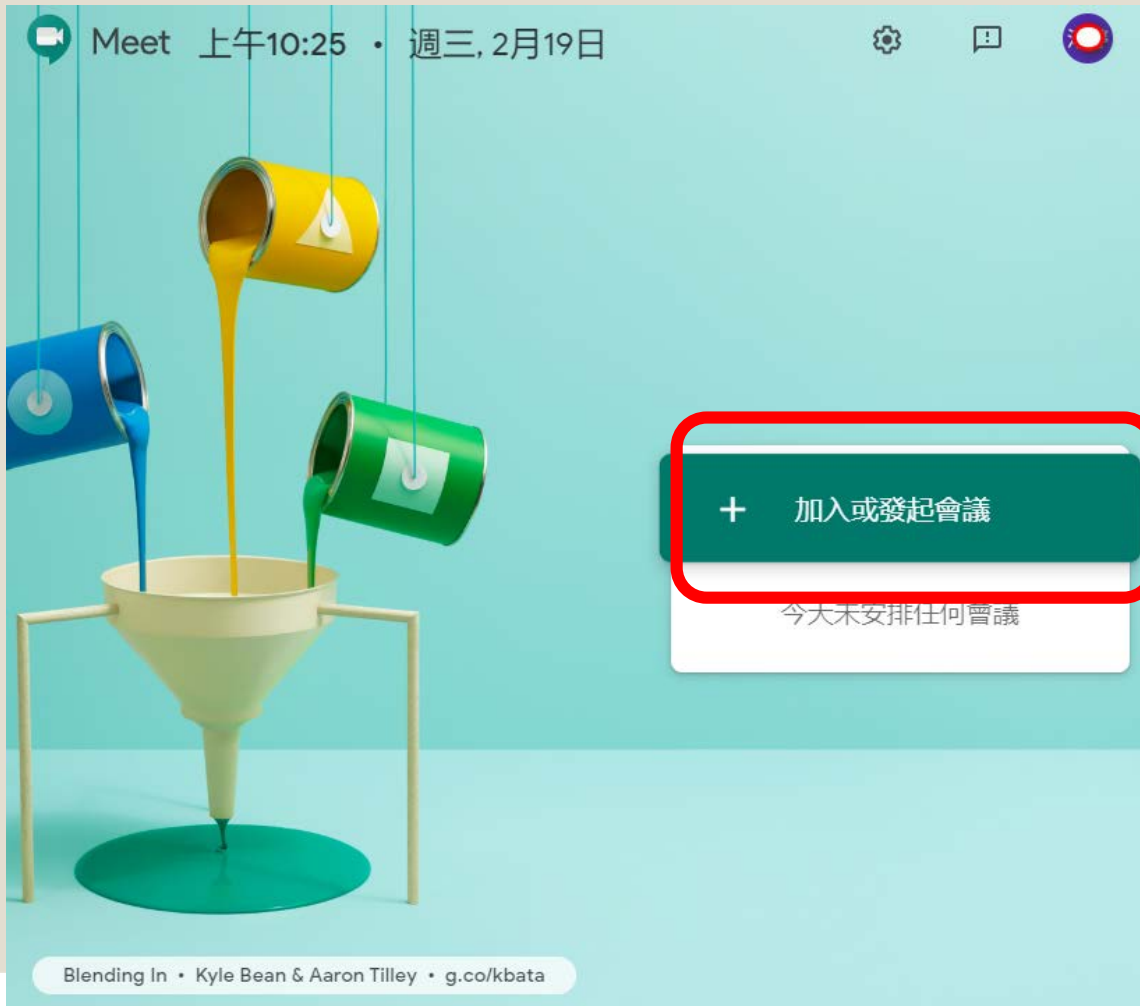 Meet 上午10:25 • 週三, 2月19日
+ 加入或發起會議
今天未安排任何會議
Blending In • Kyle Bean & Aaron Tilley • g.co/kbata